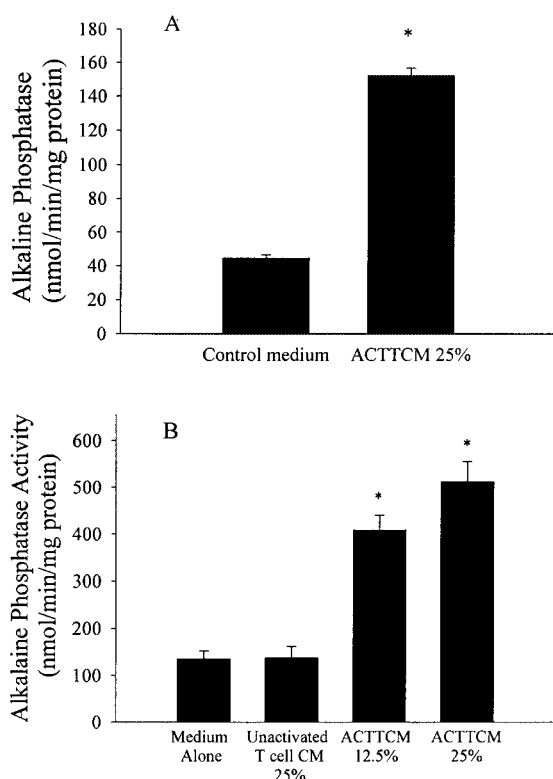 A
*
Alkaline Phosphatase
(nmol/min/mg protein)
180
160
140
120
100
80
60
40
20
0
Control medium ACTTCM 25%
B
*
*
Alkalaine Phosphatase Activity
(nmol/min/mg protein)
600
500
400
300
200
100
0
Medium Unactivated ACTTCM ACTTCM
Alone T cell CM 12.5% 25%
25%